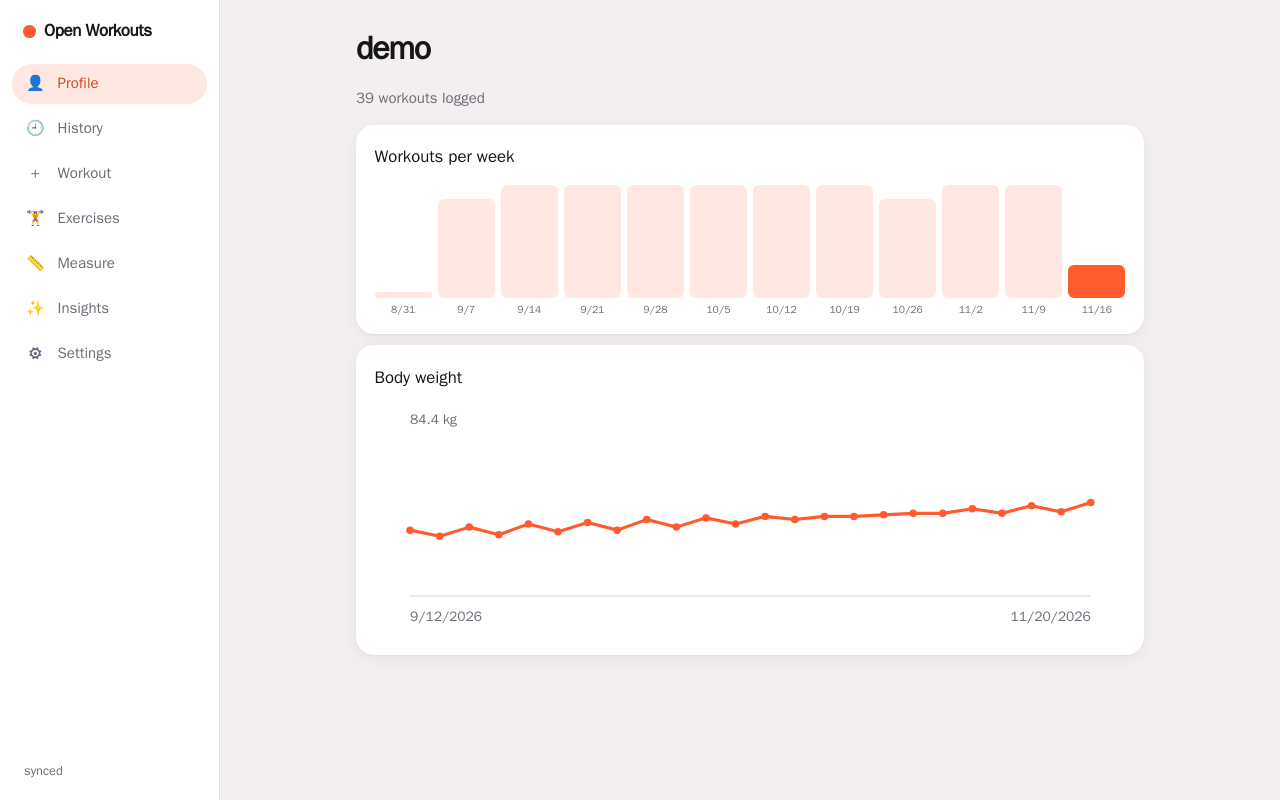 Open Workouts
Profile
History
+ Workout
Exercises
Measure
Insights
Settings
synced
demo
39 workouts logged
Workouts per week
8/31 9/7 9/14 9/21 9/28 10/5 10/12 10/19 10/26 11/2 11/9 11/16
Body weight
84.4 kg
9/12/2026 11/20/2026